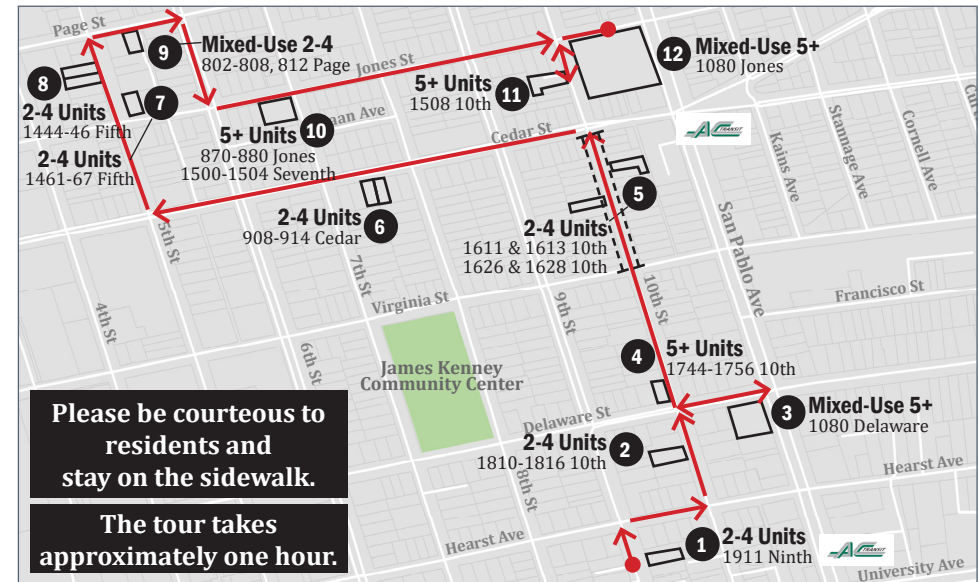 Page St
9
Mixed-Use 2-4
802-808, 812 Page
Jones St
12
Mixed-Use 5+
1080 Jones
8
2-4 Units
1444-46 Fifth
7
2-4 Units
1461-67 Fifth
5+ Units
1508 10th
11
5+ Units
10
870-880 Jones
1500-1504 Seventh
Ave
Cedar St
AC TRANSIT
Kains Ave
Stannage Ave
Cornell Ave
2-4 Units
908-914 Cedar
6
5
2-4 Units
1611 & 1613 10th
1626 & 1628 10th
San Pablo Ave
5th St
4th St
7th St
6th St
Virginia St
9th St
10th St
Francisco St
James Kenney
Community Center
4
5+ Units
1744-1756 10th
3
Mixed-Use 5+
1080 Delaware
Delaware St
2-4 Units
1810-1816 10th
2
8th St
Hearst Ave
Hearst Ave
1
2-4 Units
1911 Ninth
AC TRANSIT
University Ave
Please be courteous to
residents and
stay on the sidewalk.
The tour takes
approximately one hour.